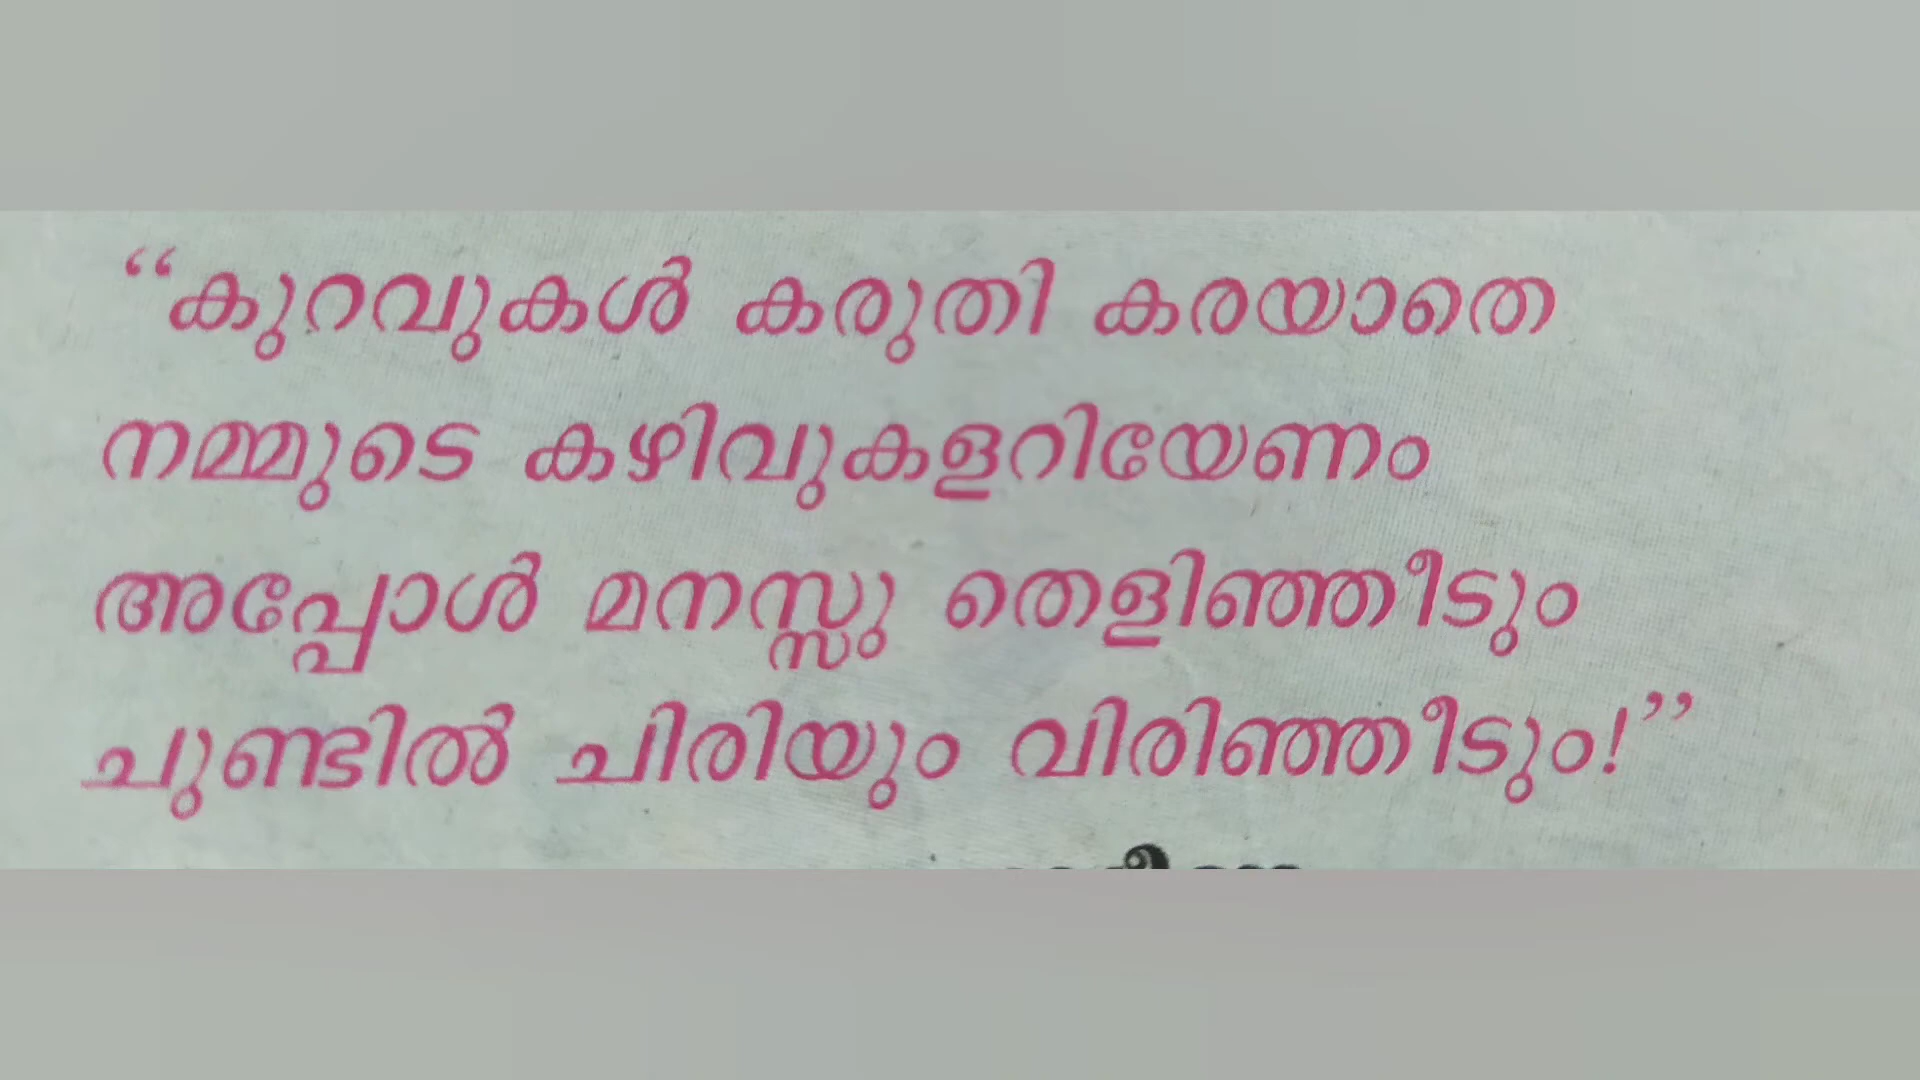 “കുറവുകൾ കരുതി കരയാതെ
നമ്മുടെ കഴിവുകളറിയേണം
അപ്പോൾ മനസ്സു തെളിഞ്ഞീടും
ചുണ്ടിൽ ചിരിയും വിരിഞ്ഞീടും!”